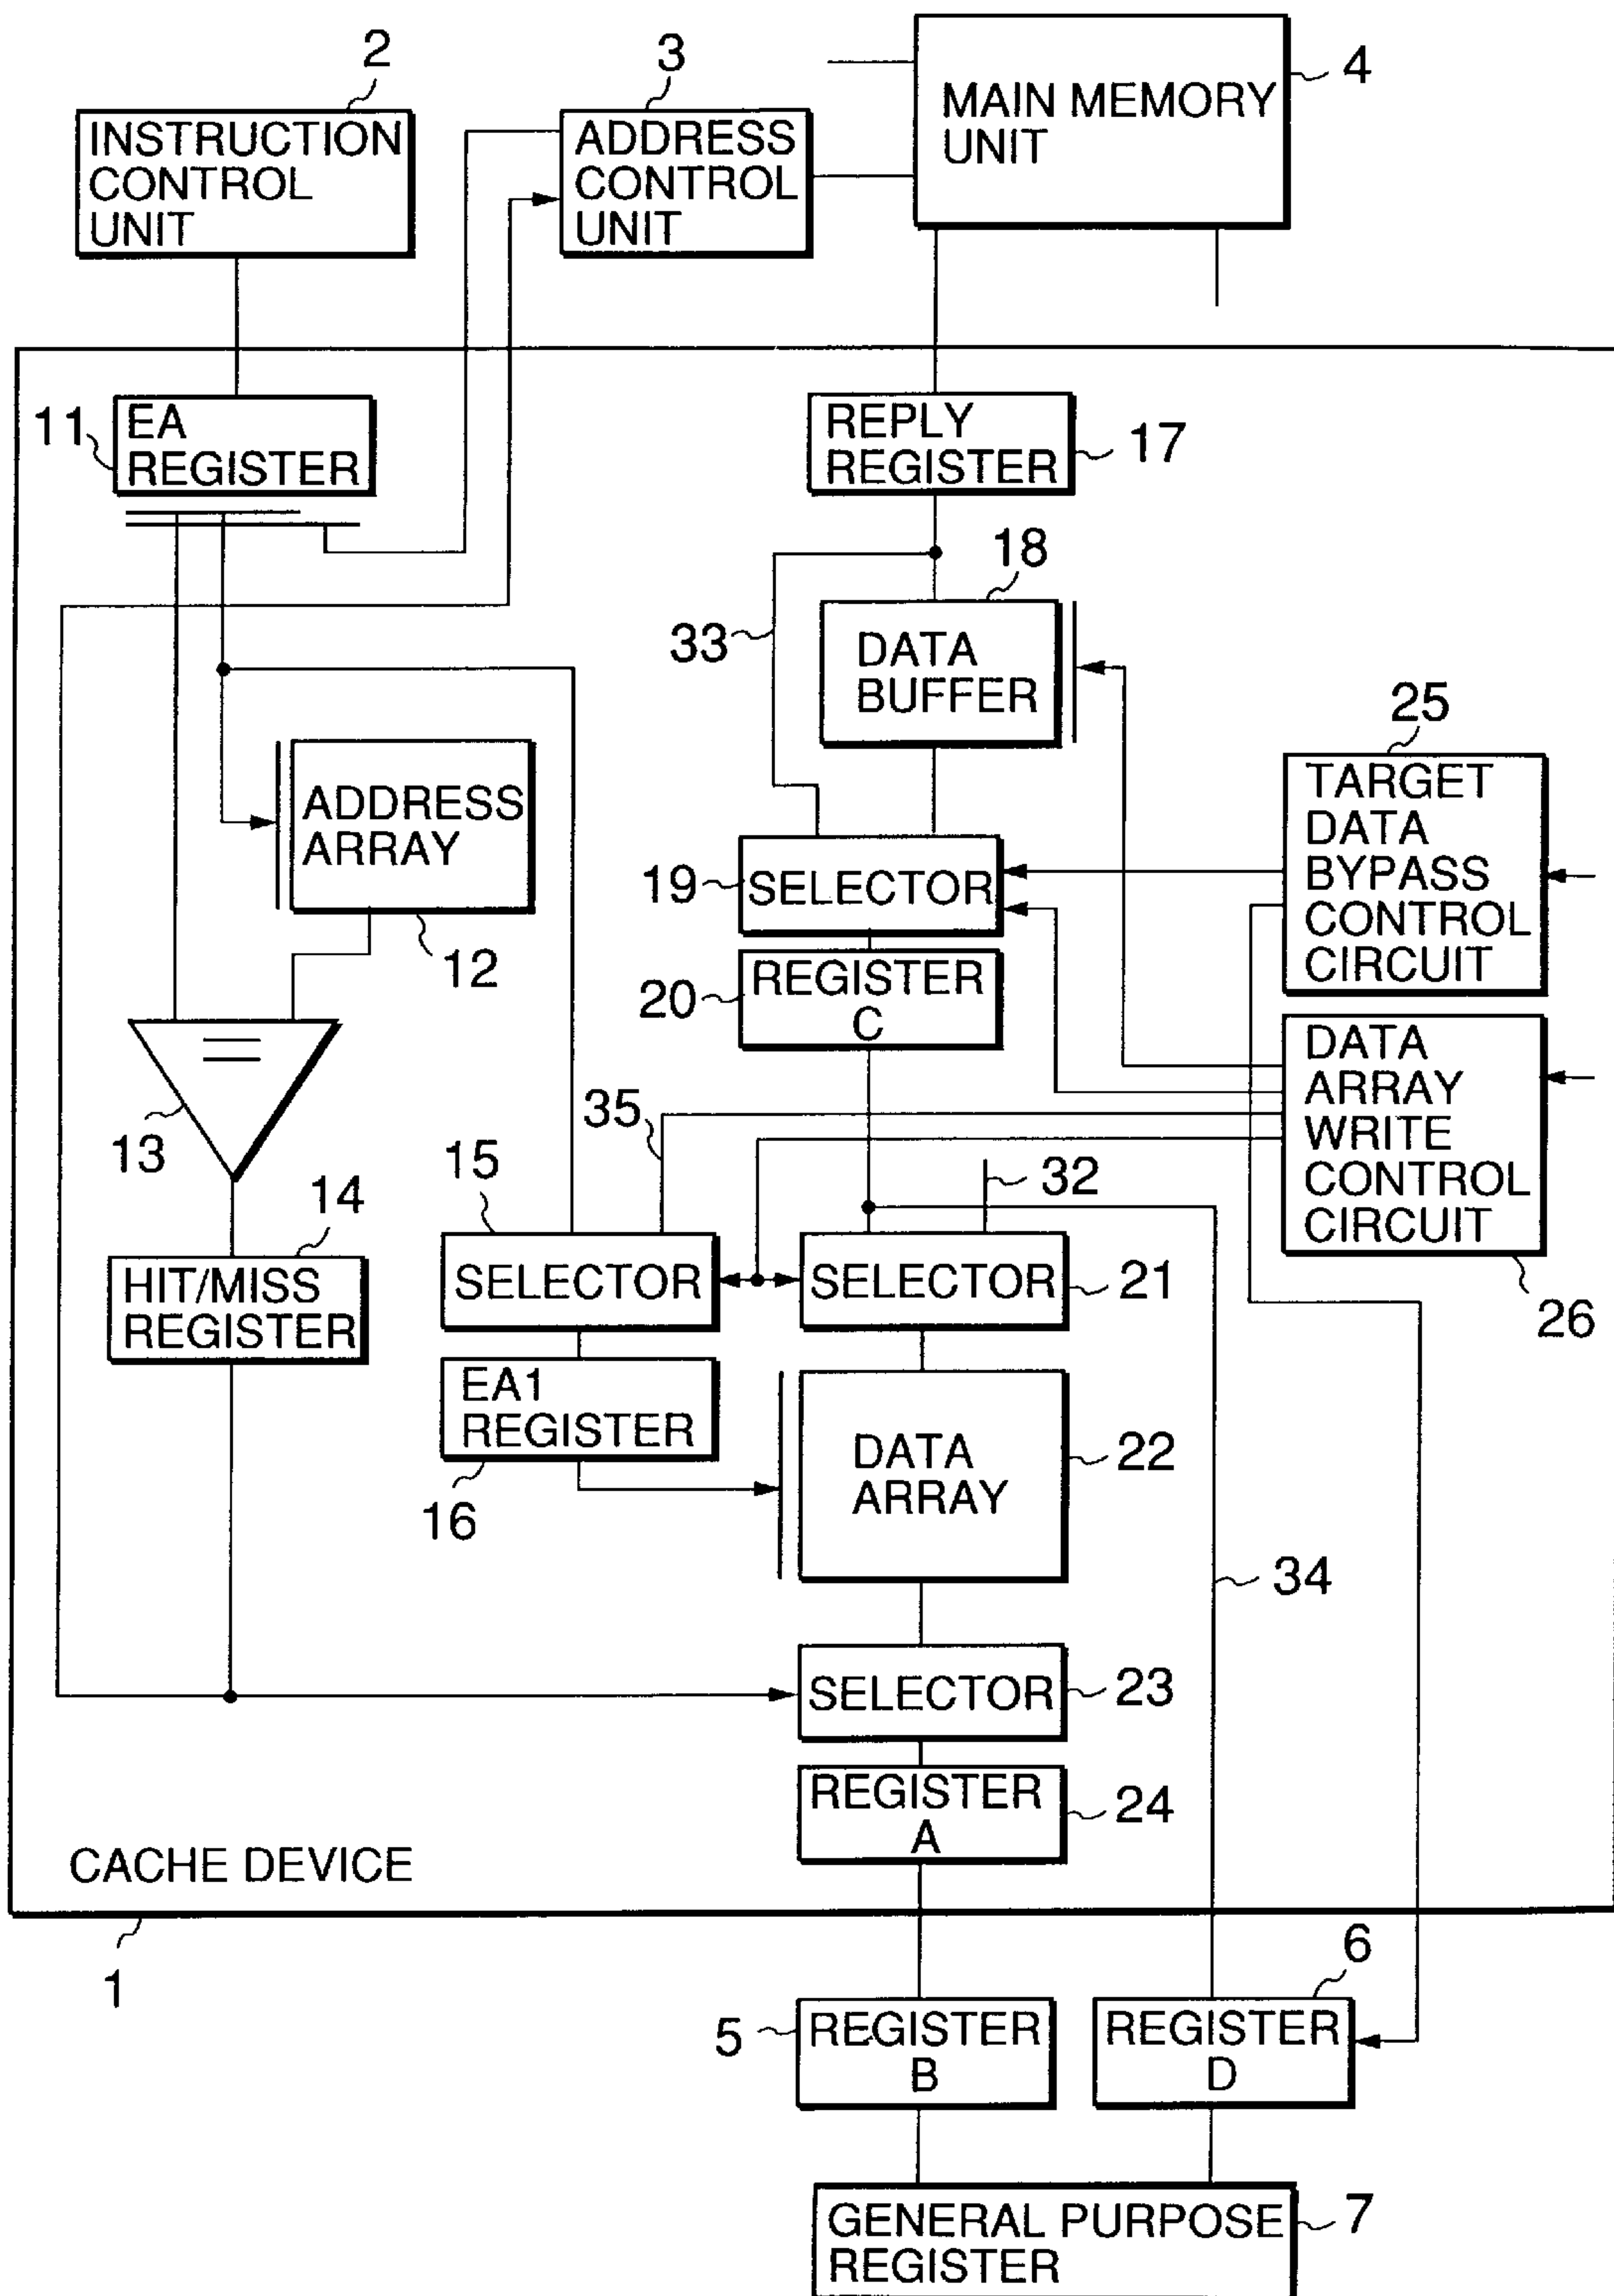 2
3
4
INSTRUCTION
CONTROL
UNIT
ADDRESS
CONTROL
UNIT
MAIN MEMORY
UNIT
11
EA
REGISTER
REPLY
REGISTER
17
18
33
DATA
BUFFER
25
TARGET
DATA
BYPASS
CONTROL
CIRCUIT
ADDRESS
ARRAY
12
19
SELECTOR
20
REGISTER
C
DATA
ARRAY
WRITE
CONTROL
CIRCUIT
26
=
13
35
32
14
15
HIT/MISS
REGISTER
SELECTOR
SELECTOR
21
EA1
REGISTER
16
DATA
ARRAY
22
34
SELECTOR
23
REGISTER
A
24
CACHE DEVICE
1
6
5
REGISTER
B
REGISTER
D
GENERAL PURPOSE
REGISTER
7